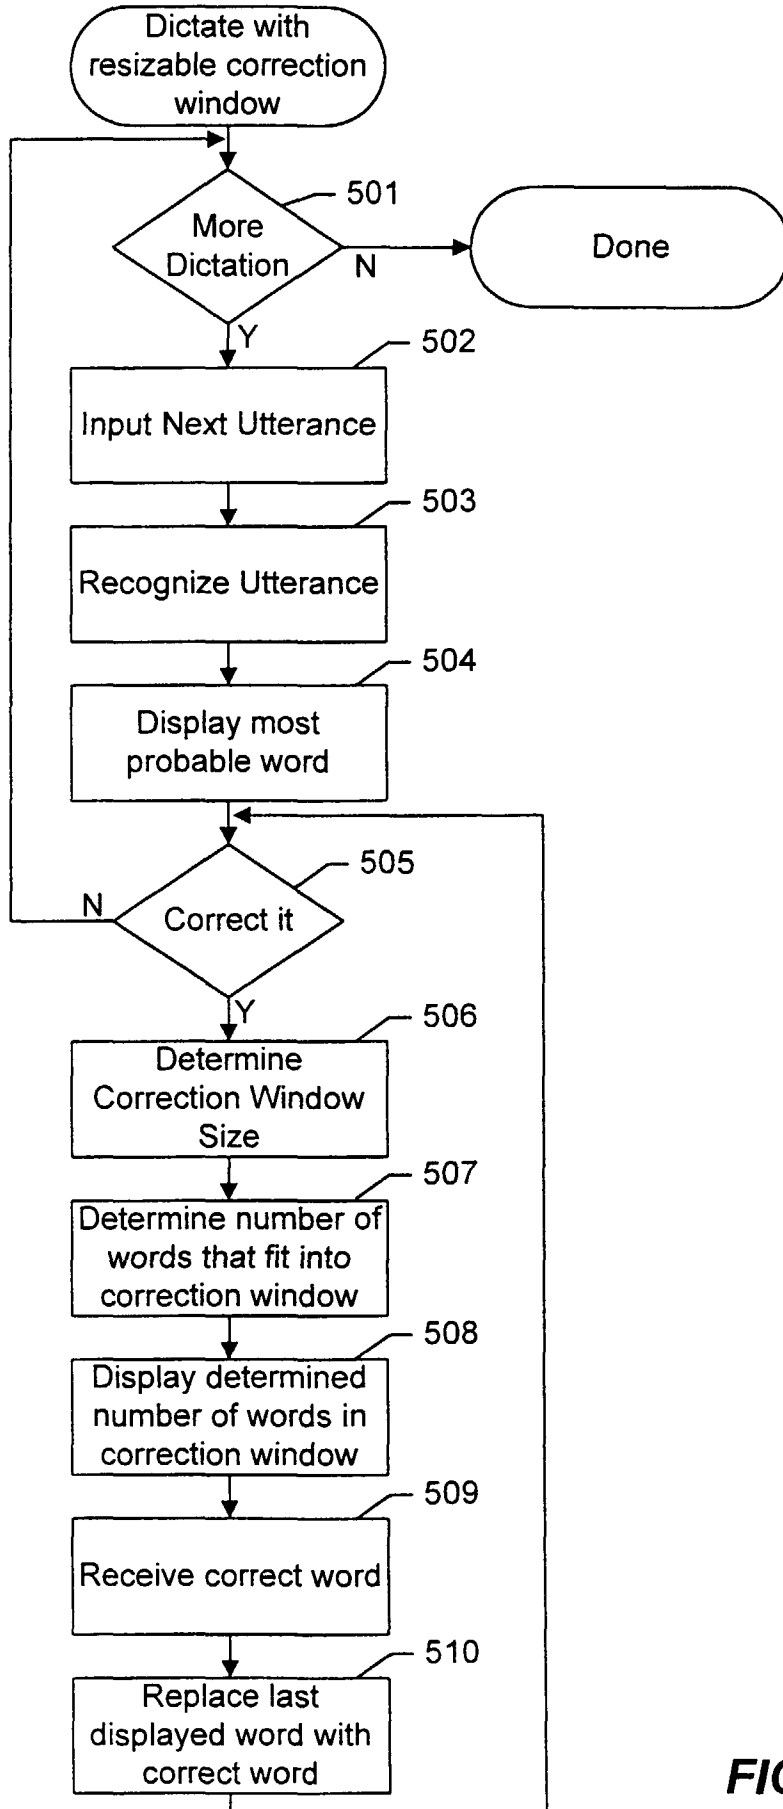 Dictate with
resizable correction
window
501
More
Dictation
N
Done
Y
502
Input Next Utterance
503
Recognize Utterance
504
Display most
probable word
505
N
Correct it
Y
506
Determine
Correction Window
Size
507
Determine number of
words that fit into
correction window
508
Display determined
number of words in
correction window
509
Receive correct word
510
Replace last
displayed word with
correct word